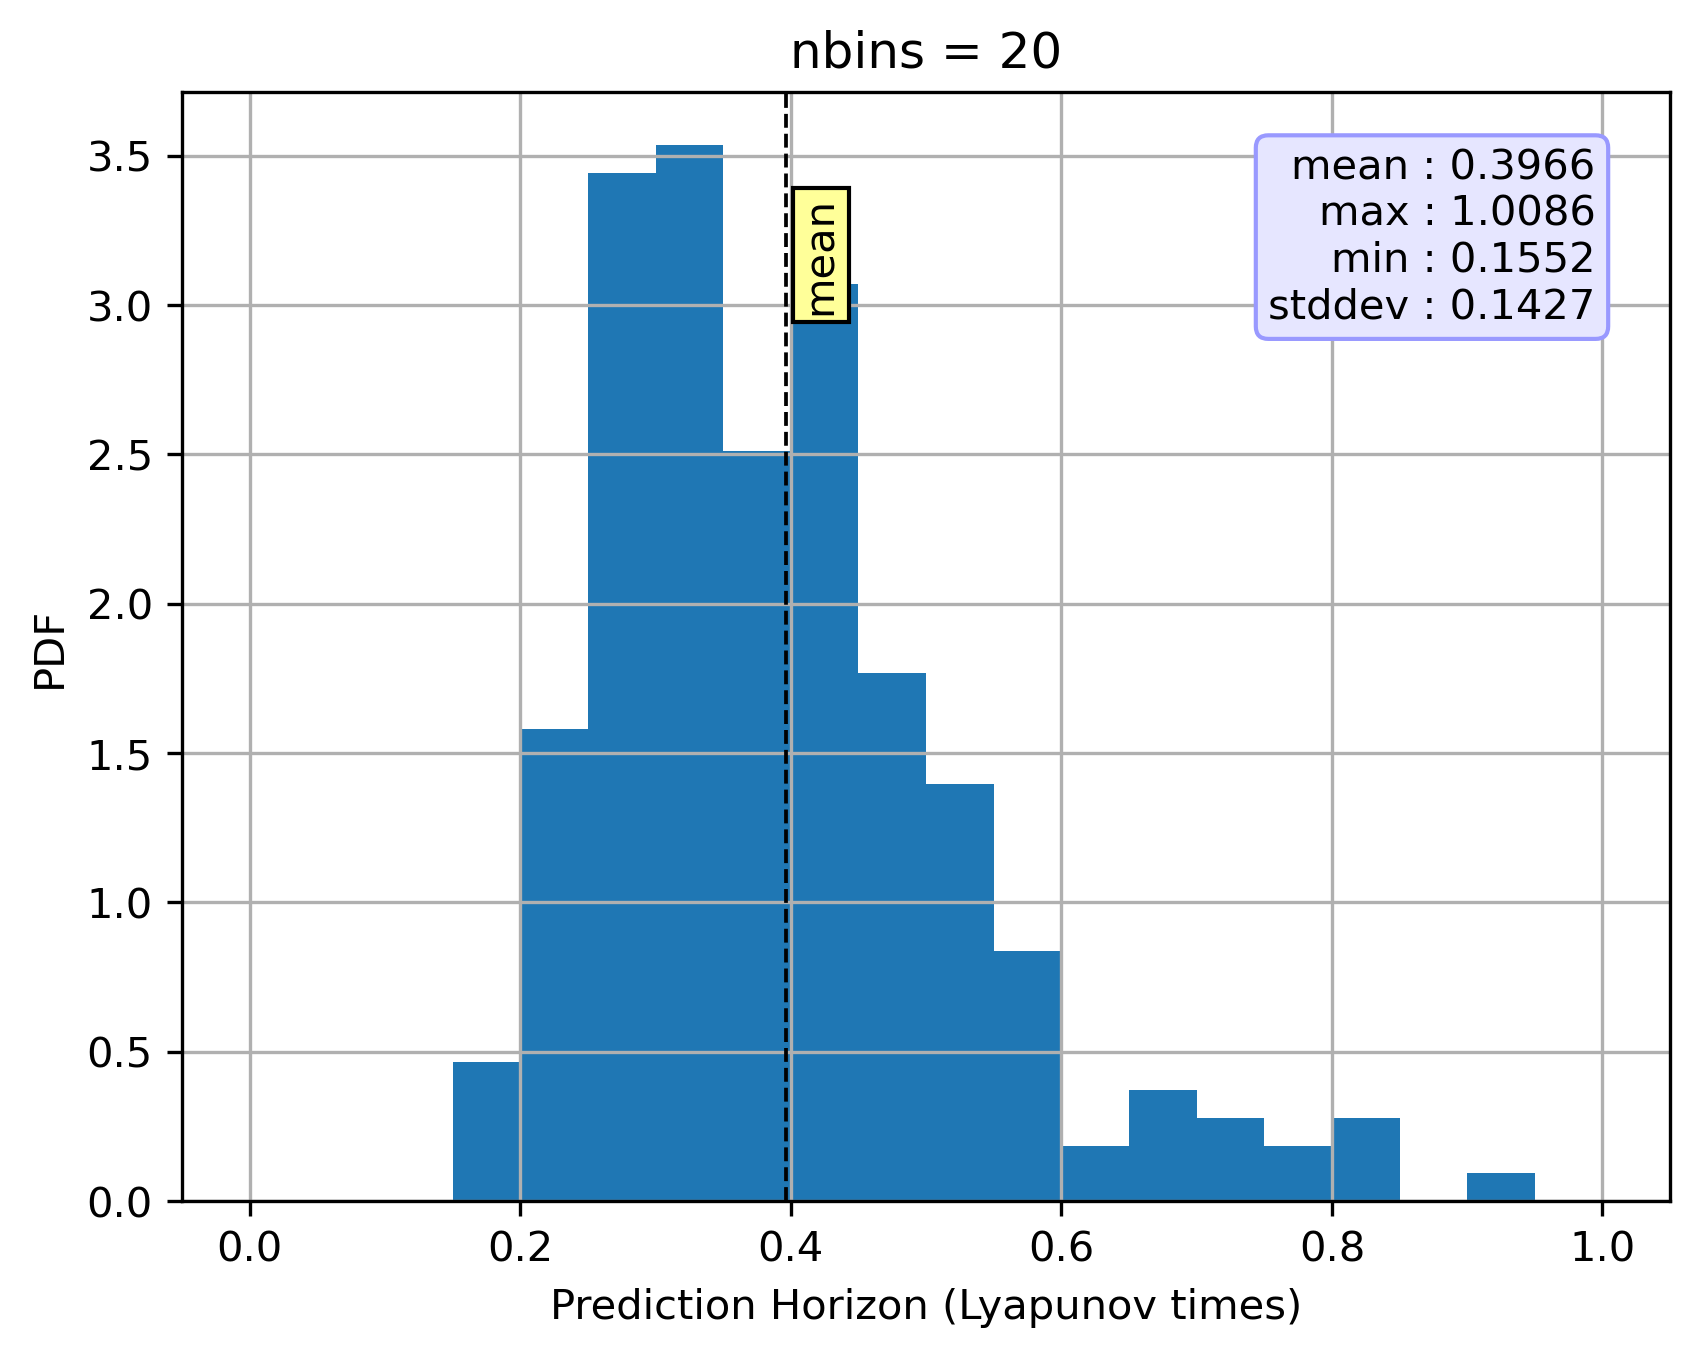 nbins = 20
mean : 0.3966
max : 1.0086
min : 0.1552
stddev : 0.1427
mean
PDF
3.5
3.0
2.5
2.0
1.5
1.0
0.5
0.0
0.0 0.2 0.4 0.6 0.8 1.0
Prediction Horizon (Lyapunov times)